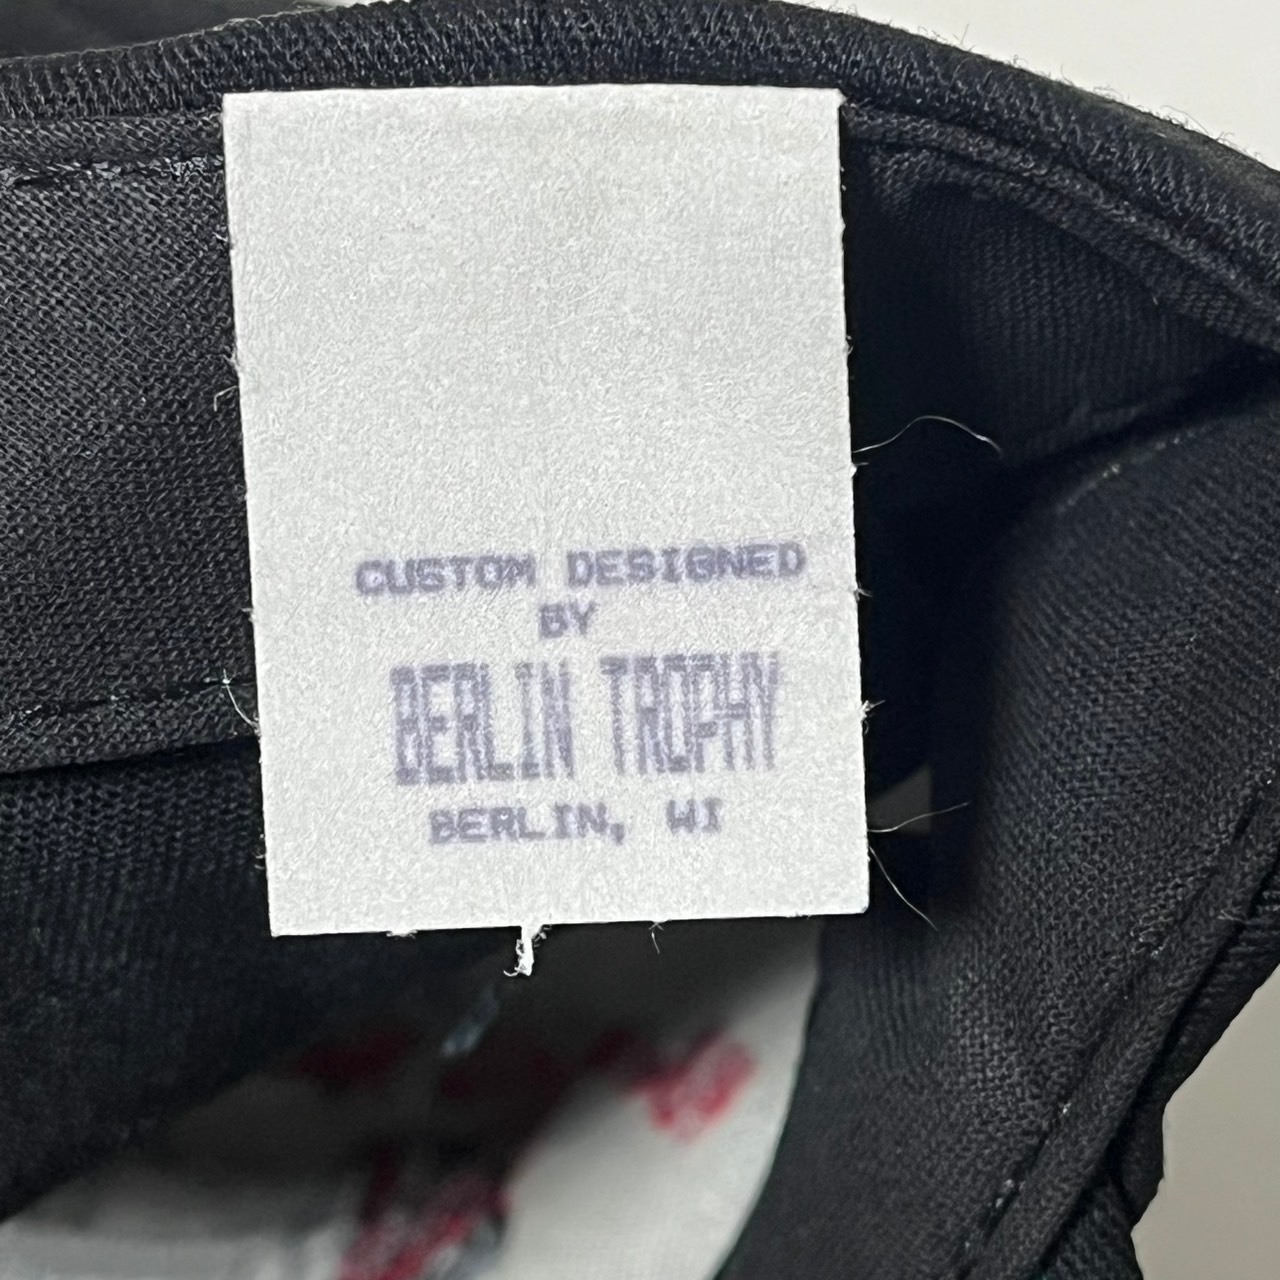 CUSTOM DESIGNED
BY
BERLIN TROPHY
BERLIN, WI